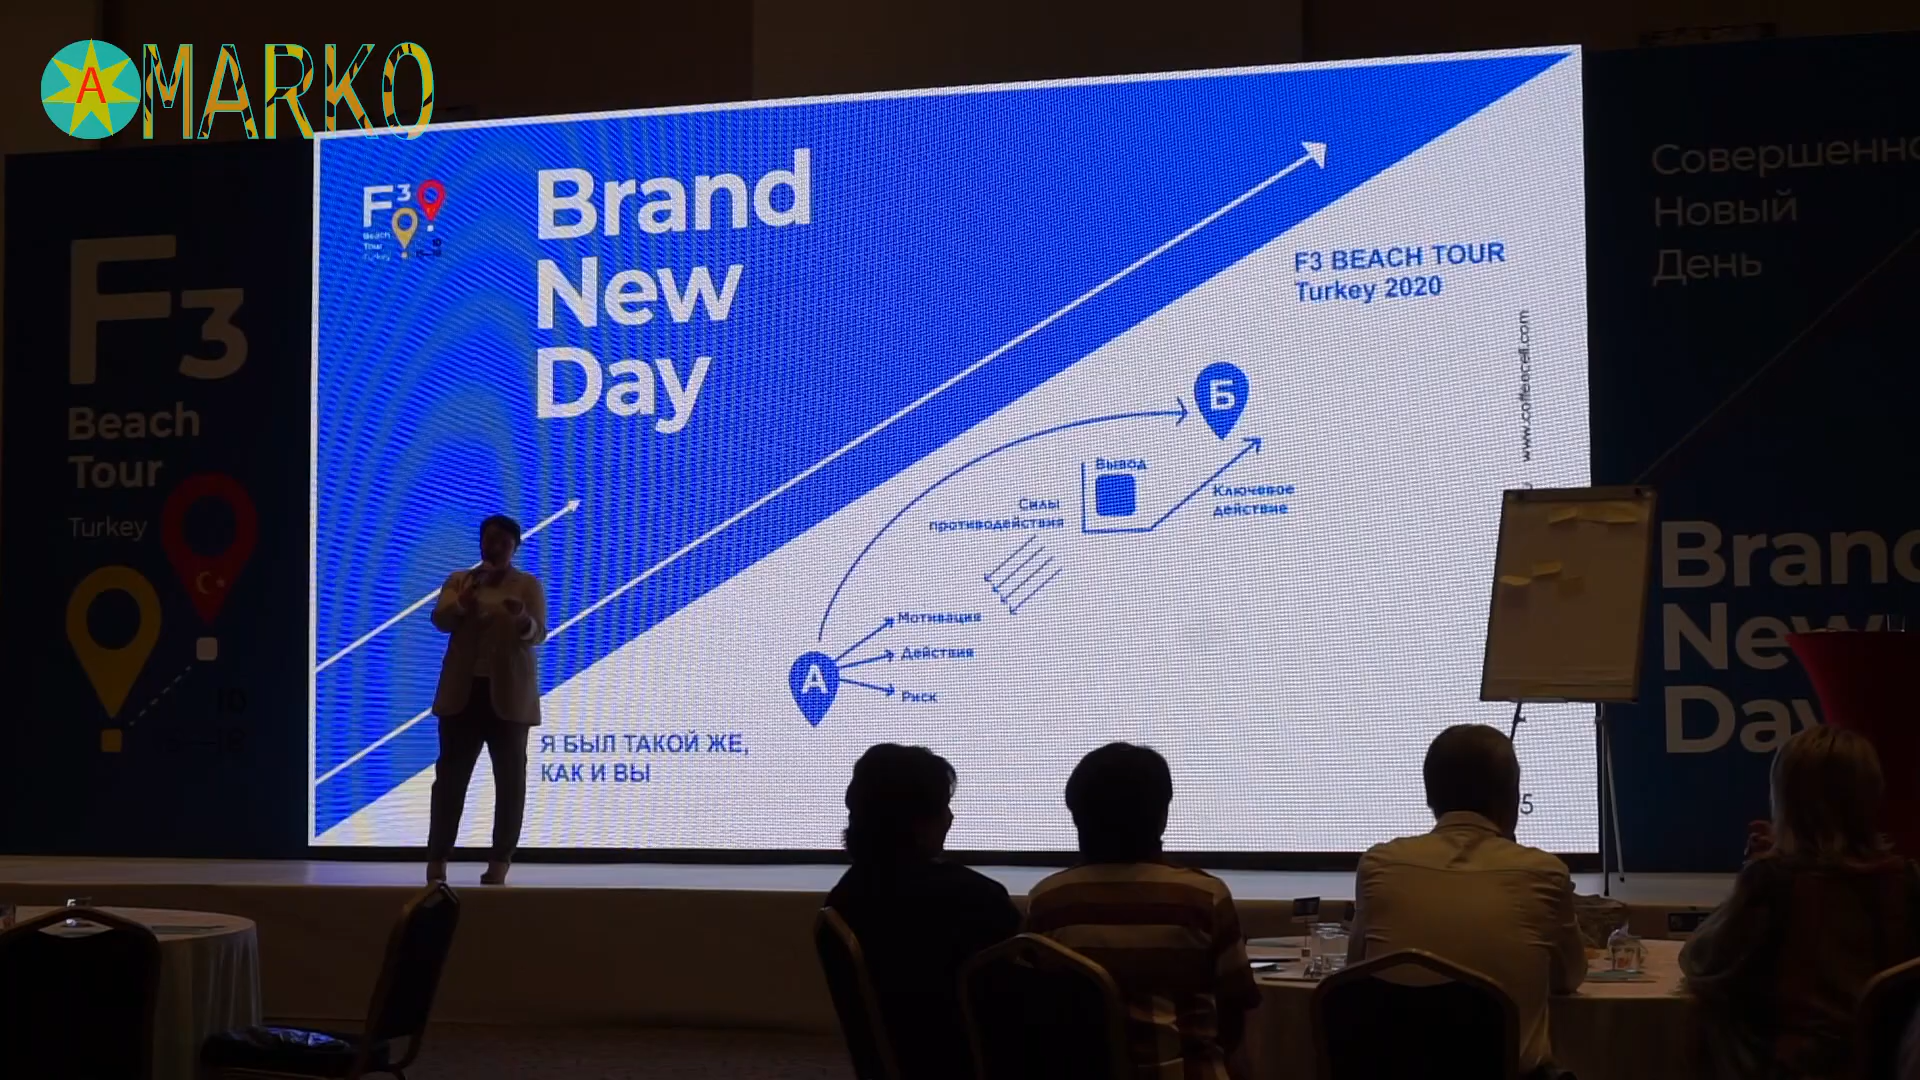 A MARKO
F3
Beach
Tour
Turkey
F3
Beach
Tour
Turkey
Brand
New
Day
F3 BEACH TOUR
Turkey 2020
www.coffeecell.com
Б
Вывод
Силы
противодействия
Ключевое
действие
Мотивация
Действия
Риск
А
Я БЫЛ ТАКОЙ ЖЕ,
КАК И ВЫ
5
Совершенно
Новый
День
Brand
New
Day